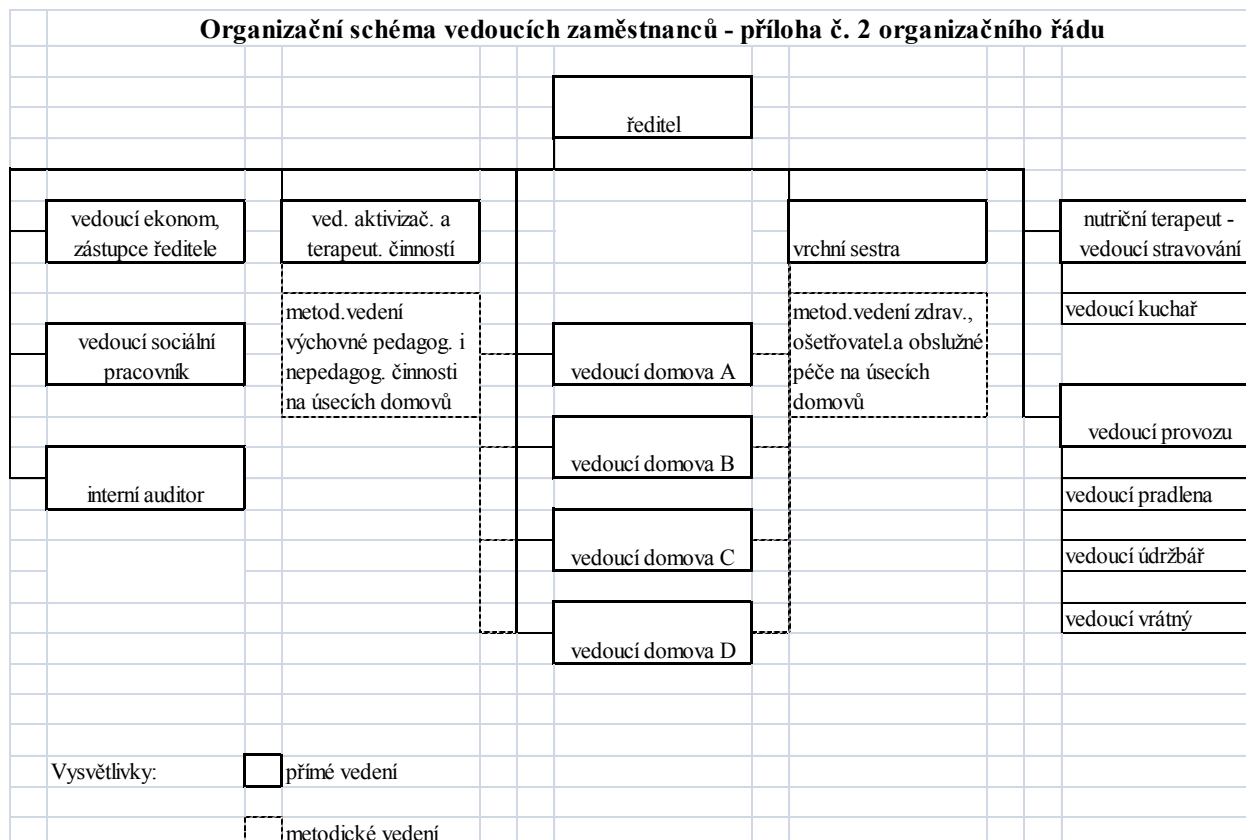 Organizační schéma vedoucích zaměstnanců - příloha č. 2 organizačního řádu
ředitel
vedoucí ekonom,
zástupce ředitele
ved. aktivizač. a
terapeut. činností
vrchní sestra
nutriční terapeut -
vedoucí stravování
metod.vedení
výchovné pedagog. i
nepedagog. činnosti
na úsecích domovů
metod.vedení zdrav.,
ošetřovatel.a obslužné
péče na úsecích
domovů
vedoucí kuchař
vedoucí sociální
pracovník
vedoucí domova A
vedoucí provozu
vedoucí domova B
interní auditor
vedoucí pradlena
vedoucí domova C
vedoucí údržbář
vedoucí vrátný
vedoucí domova D
Vysvětlivky:
přímé vedení
metodické vedení